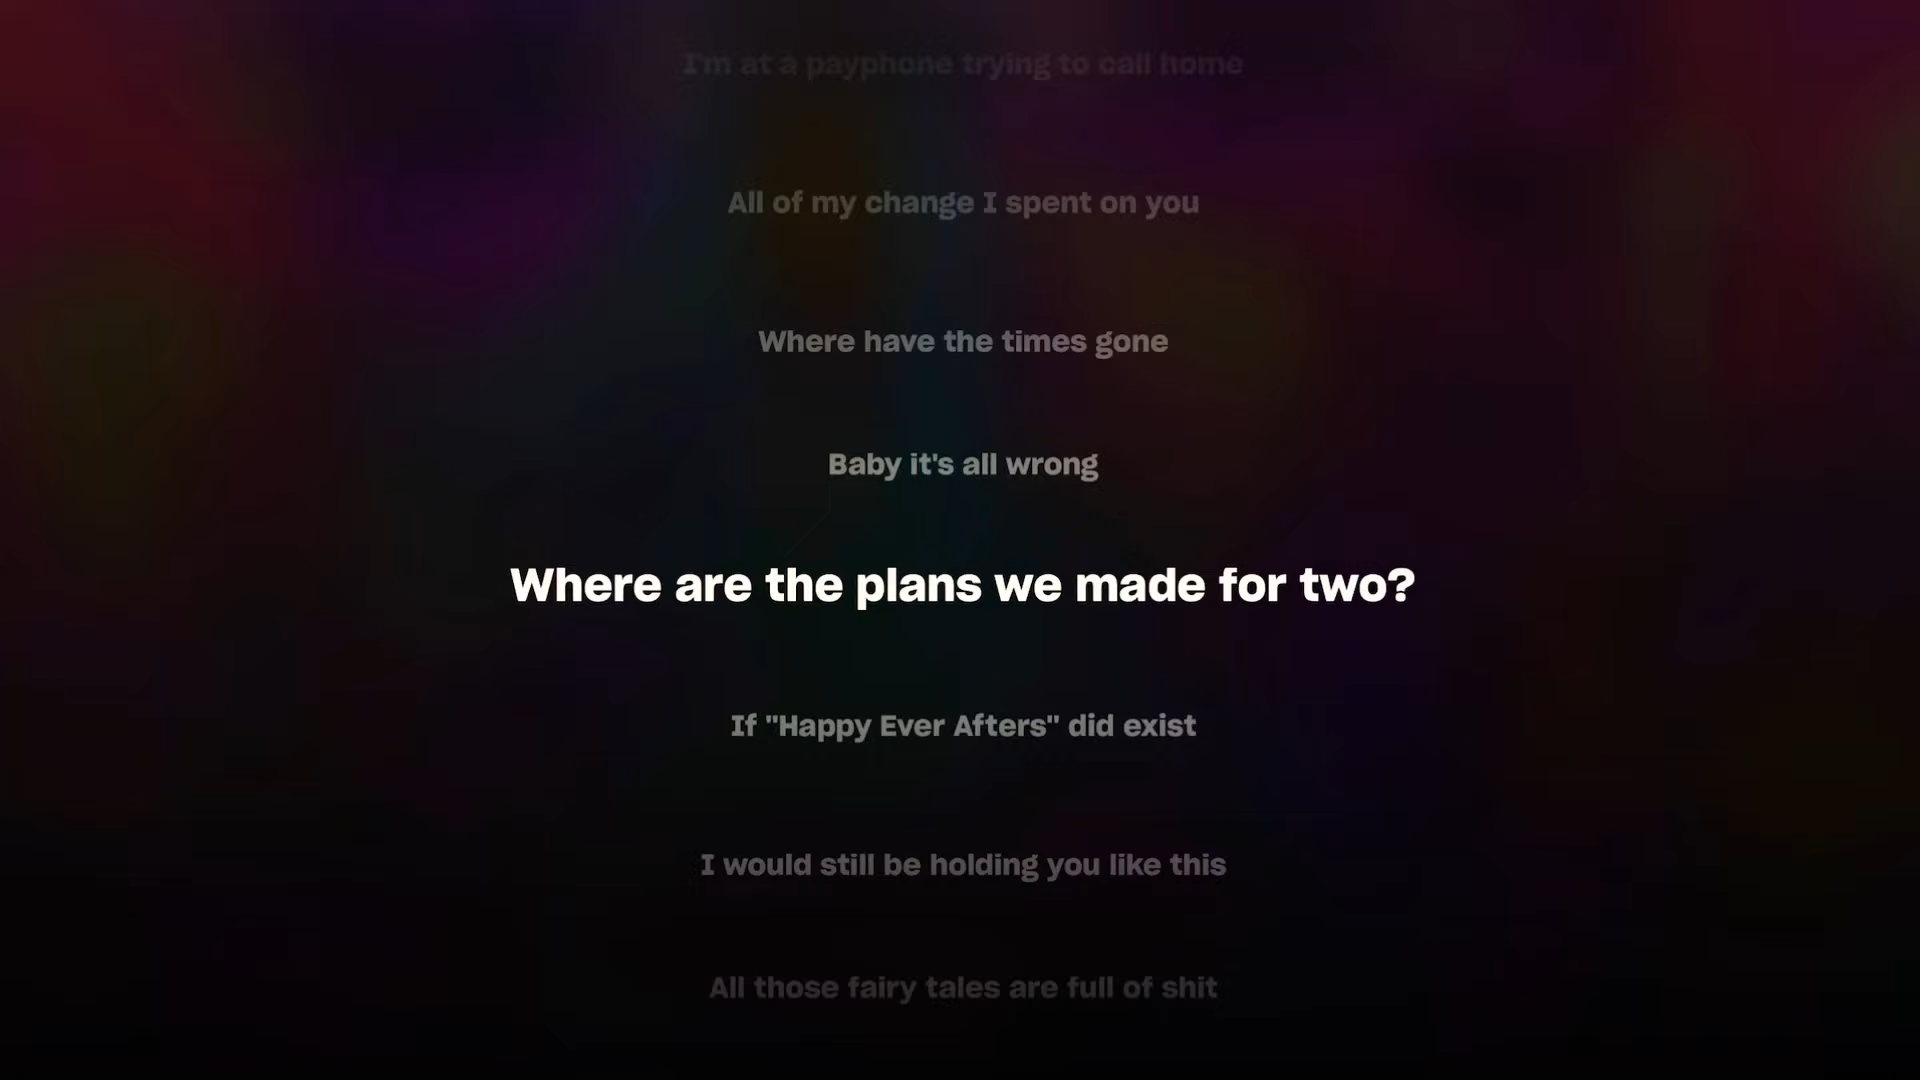 I'm at a payphone trying to call home
All of my change I spent on you
Where have the times gone
Baby it's all wrong
Where are the plans we made for two?
If "Happy Ever Afters" did exist
I would still be holding you like this
All those fairy tales are full of shit